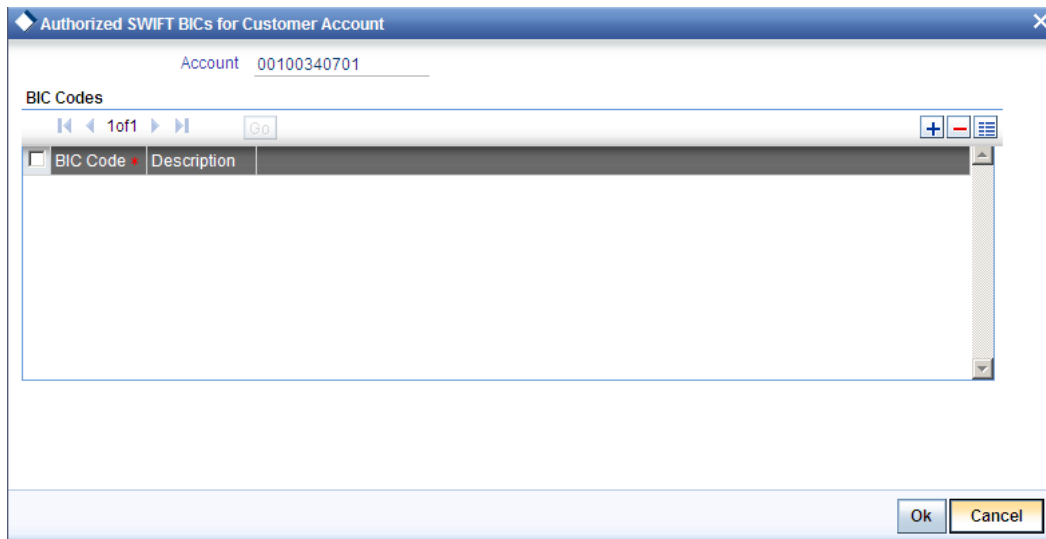 Authorized SWIFT BICs for Customer Account
Account 00100340701
BIC Codes
1of1 Go
BIC Code * Description
Ok Cancel